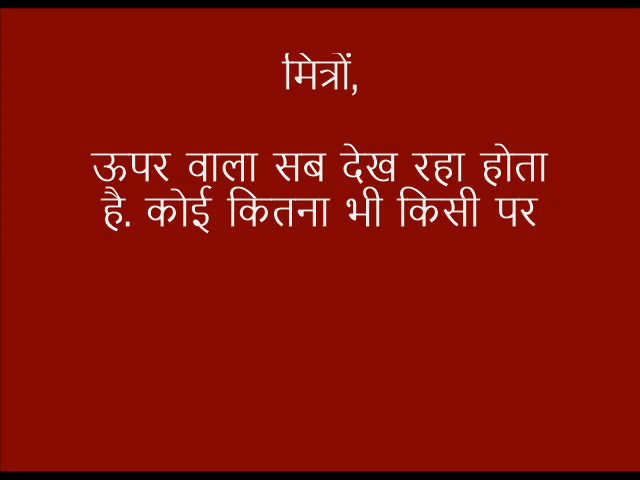 मित्रों,
ऊपर वाला सब देख रहा होता
है. कोई कितना भी किसी पर